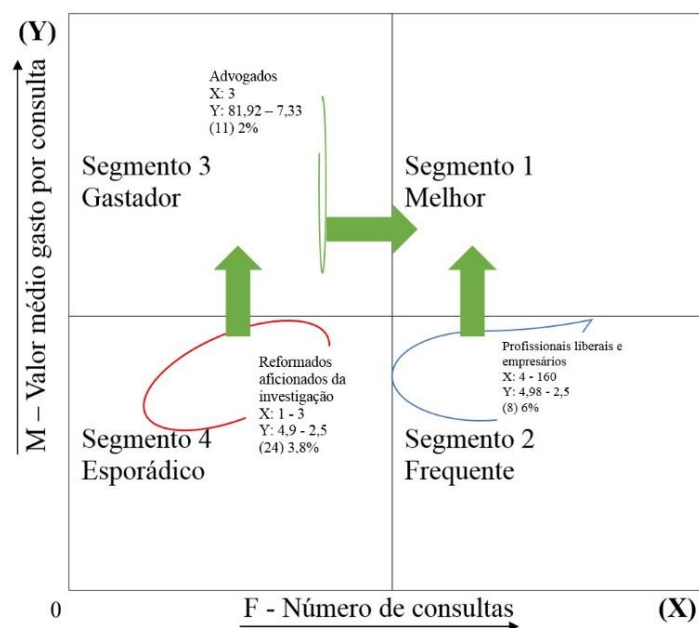 (Y)
M – Valor médio gasto por consulta
Advogados
X: 3
Y: 81,92 – 7,33
(11) 2%
Segmento 3
Gastador
Segmento 1
Melhor
Reformados
aficionados da
investigação
X: 1 - 3
Y: 4,9 - 2,5
(24) 3,8%
Segmento 4
Esporádico
Profissionais liberais e
empresários
X: 4 - 160
Y: 4,98 - 2,5
(8) 6%
Segmento 2
Frequente
0
F - Número de consultas
(X)